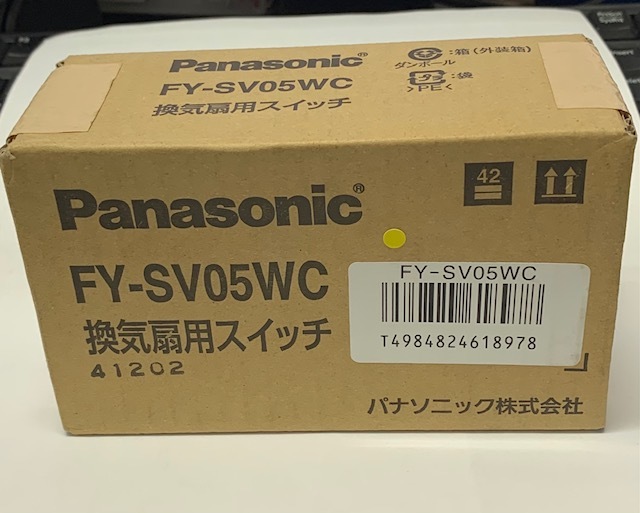 Panasonic®
FY-SV05WC
換気扇用スイッチ
:箱(外装箱)
ダンボール
:袋
>PE<
Panasonic®
42
FY-SV05WC
換気扇用スイッチ
41202
FY-SV05WC
T4984824618978
パナソニック株式会社